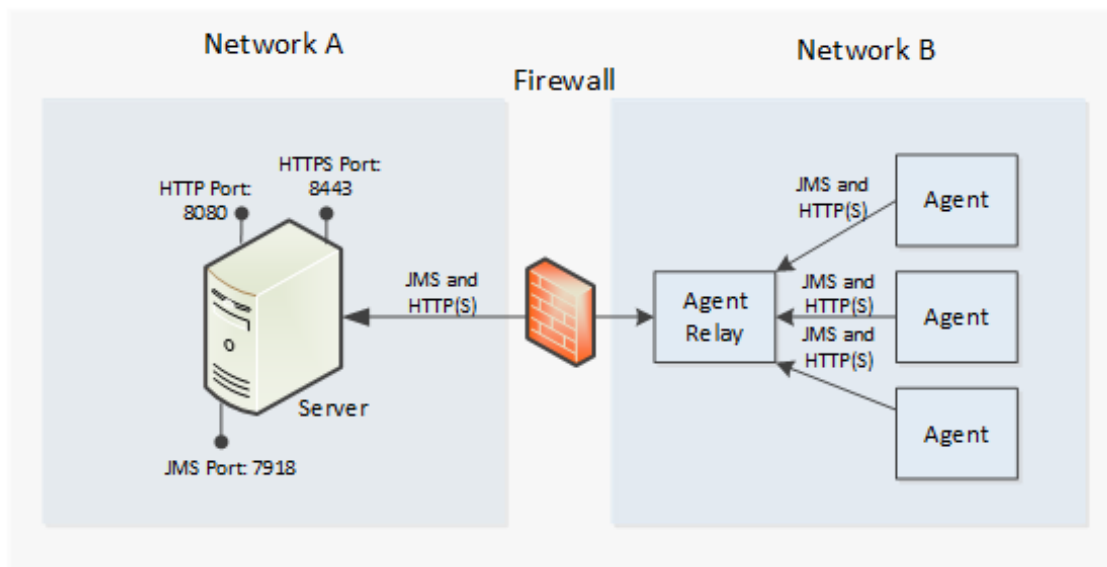 Network A
Network B
Firewall
HTTPS Port:
8443
HTTP Port:
8080
JMS and
HTTP(S)
Server
JMS Port: 7918
Agent
Relay
JMS and
HTTP(S)
JMS and
HTTP(S)
JMS and
HTTP(S)
Agent
Agent
Agent